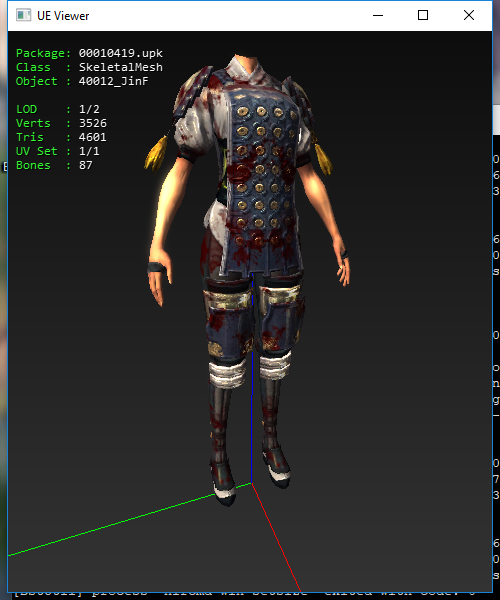 UE Viewer
Package: 00010419.upk
Class : SkeletalMesh
Object : 40012_JinF
LOD : 1/2
Verts : 3526
Tris : 4601
UV Set : 1/1
Bones : 87